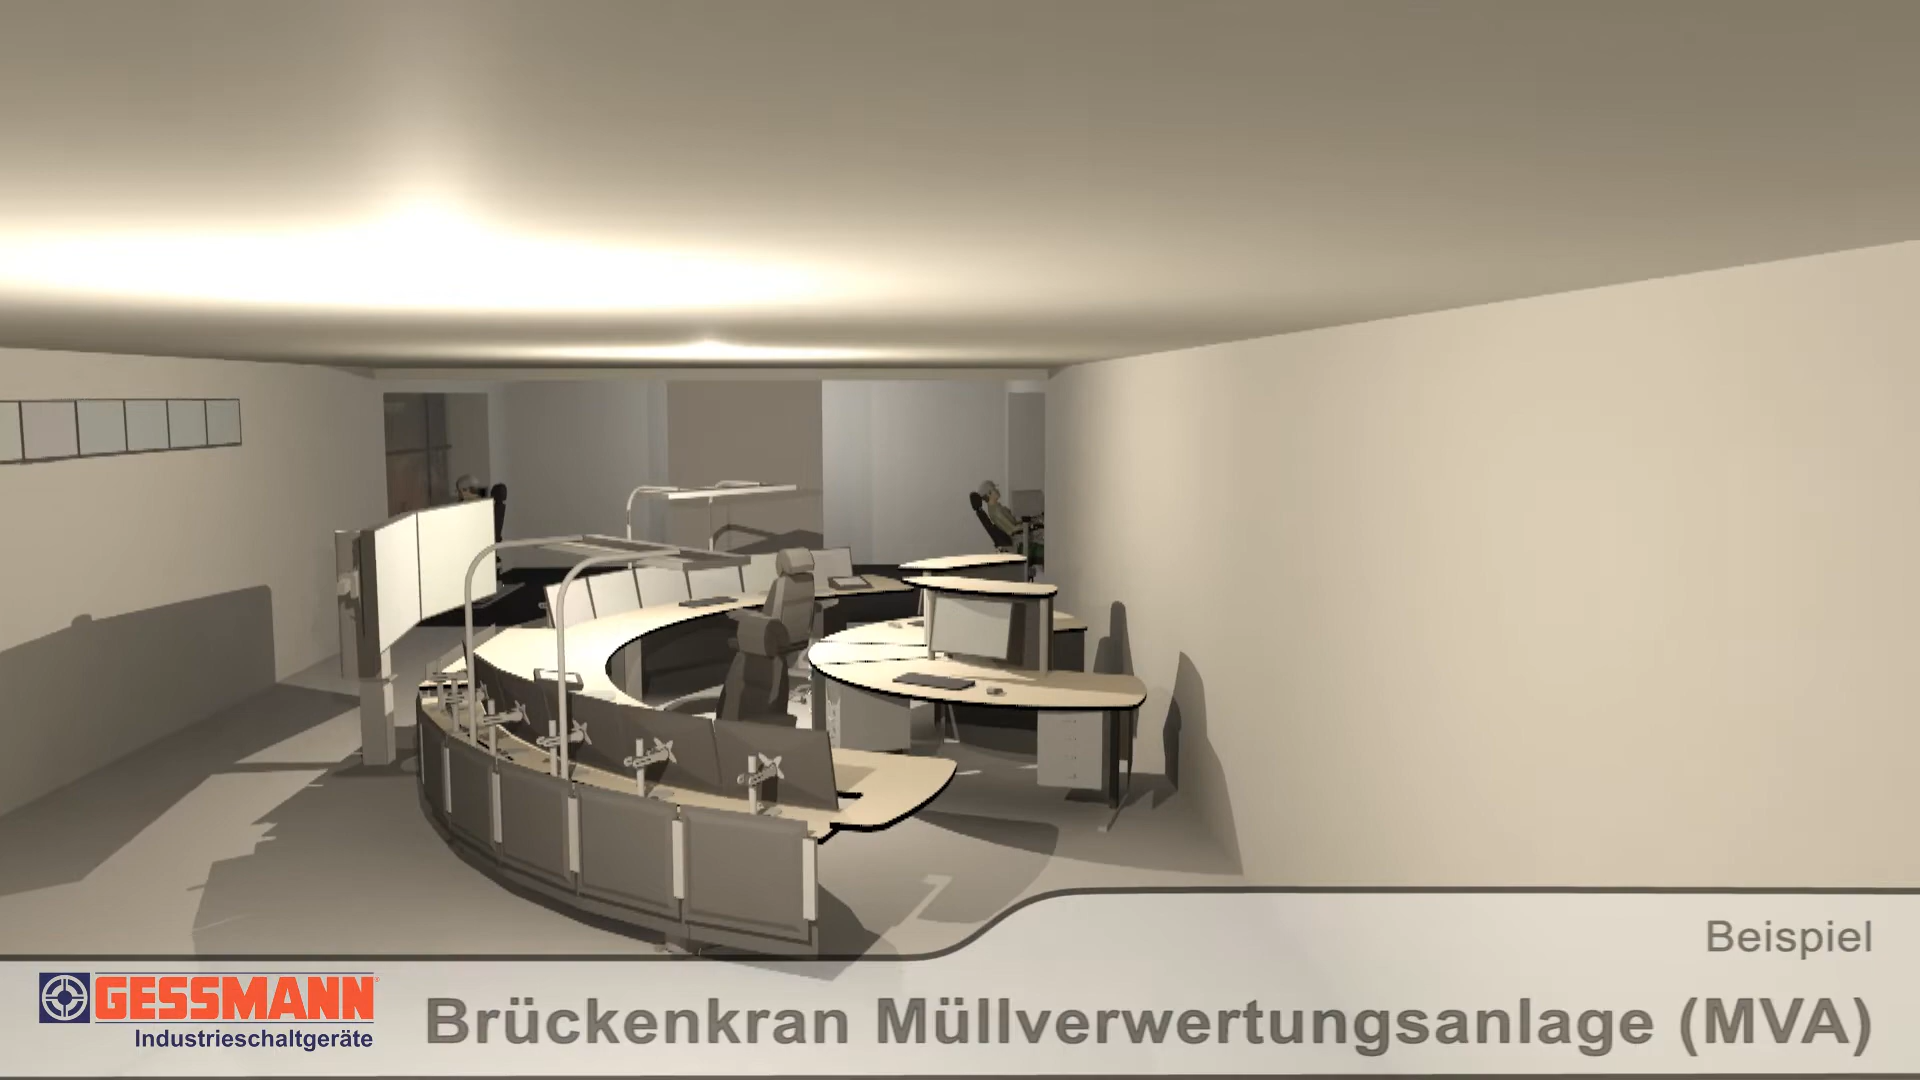 Beispiel
GESSMANN
Industrieschaltgeräte
Brückenkran Müllverwertungsanlage (MVA)